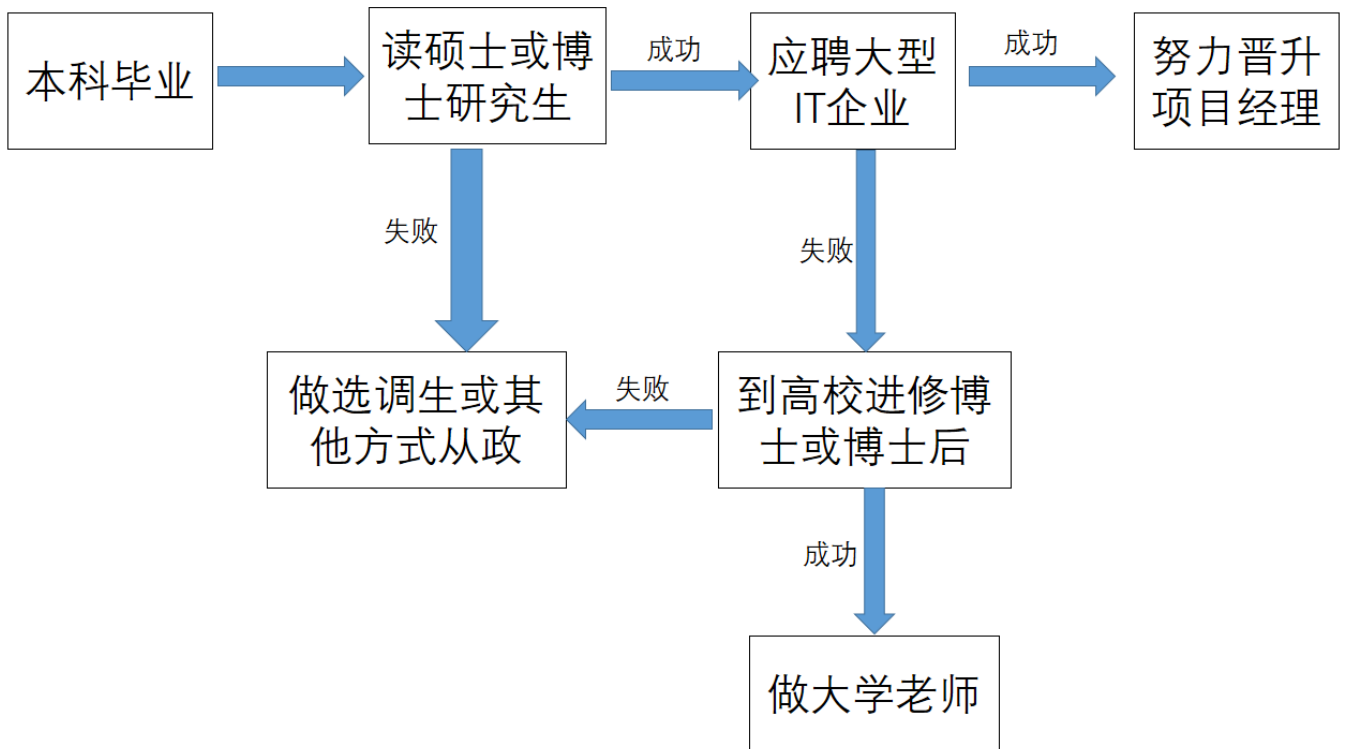 本科毕业
读硕士或博
士研究生
成功
应聘大型
IT企业
成功
努力晋升
项目经理
失败
失败
做选调生或其
他方式从政
失败
到高校进修博
士或博士后
成功
做大学老师